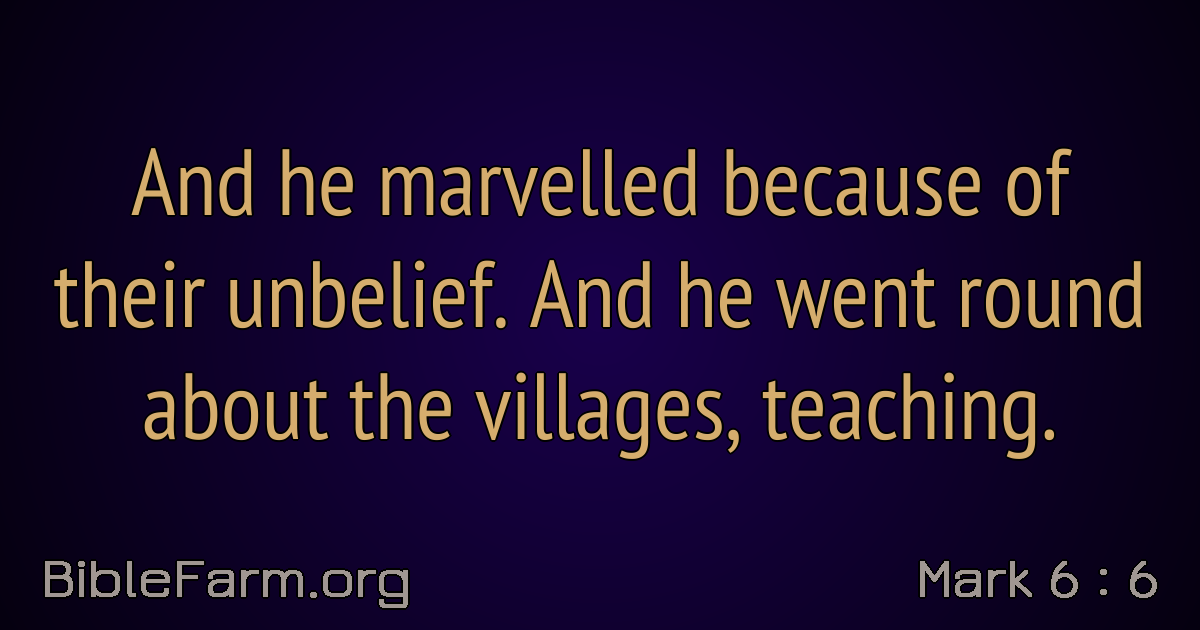 And he marvelled because of
their unbelief. And he went round
about the villages, teaching.
BibleFarm.org
Mark 6 : 6